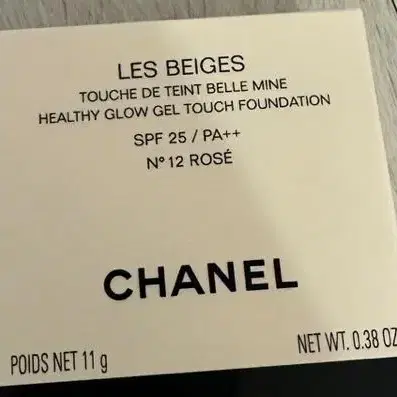 LES BEIGES
TOUCHE DE TEINT BELLE MINE
HEALTHY GLOW GEL TOUCH FOUNDATION
SPF 25 / PA++
Nº 12 ROSÉ
CHANEL
POIDS NET 11 g
NET WT. 0.38 OZ